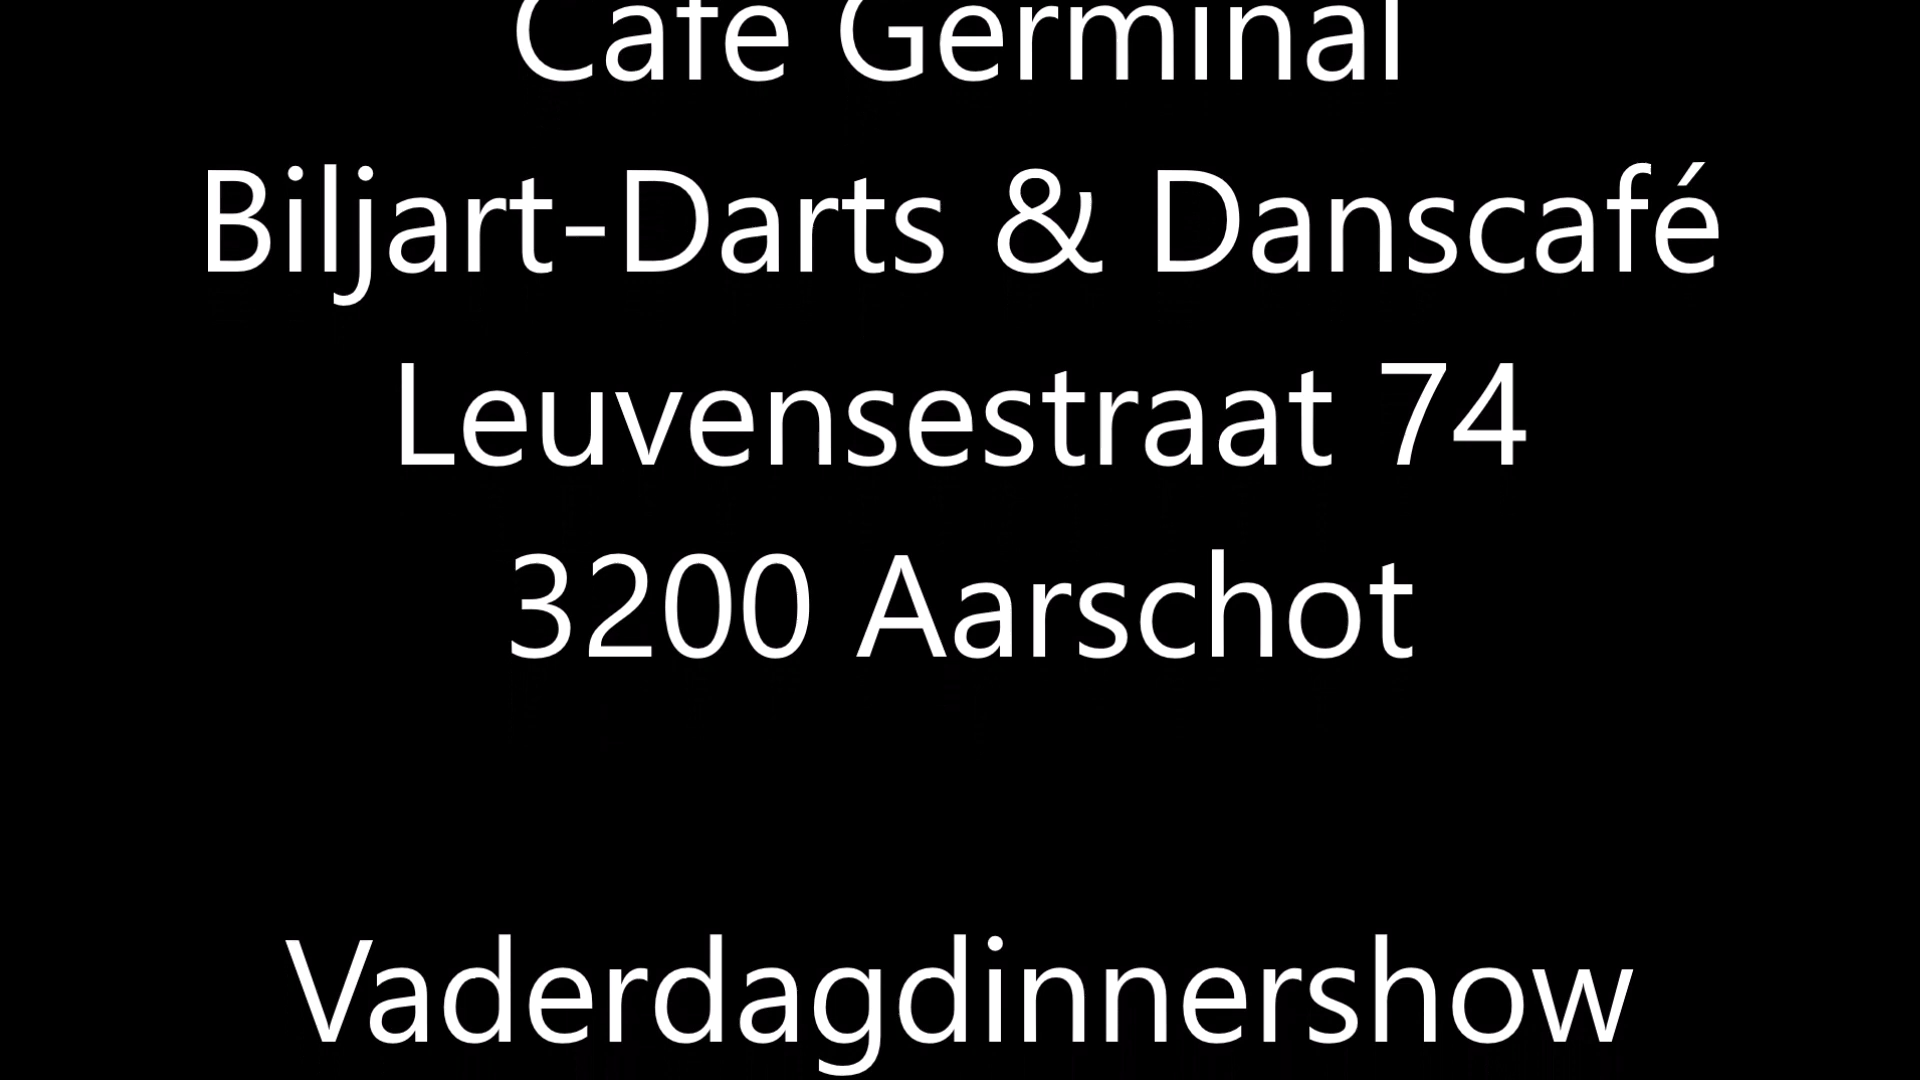 Café Germinal
Biljart-Darts & Danscafé
Leuvensestraat 74
3200 Aarschot
Vaderdagdinnershow